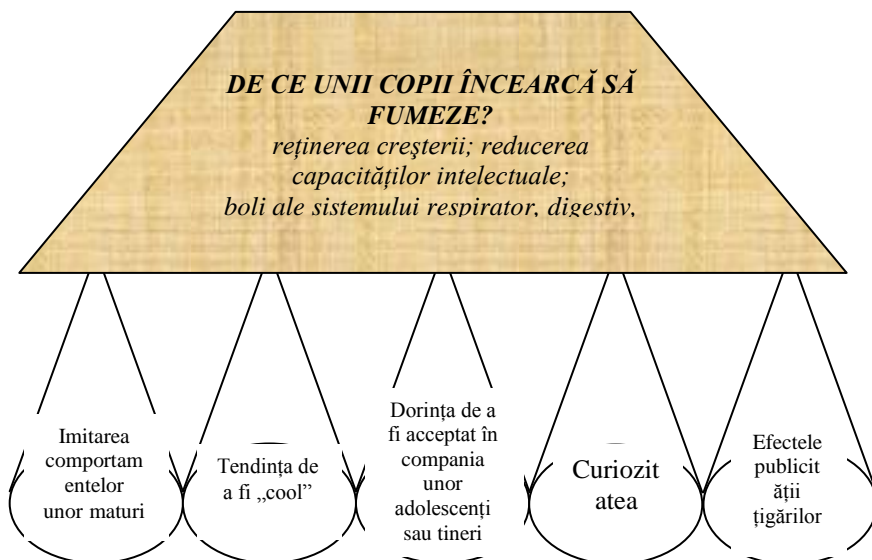 DE CE UNII COPII ÎNCEARCĂ SĂ
FUMEZE?
reţinerea creşterii; reducerea
capacităţilor intelectuale;
boli ale sistemului respirator, digestiv,
Imitarea
comportam
entelor
unor maturi
Tendinţa de
a fi „cool”
Dorinţa de a
fi acceptat în
compania
unor
adolescenţi
sau tineri
Curiozit
atea
Efectele
publicit
ăţii
ţigărilor